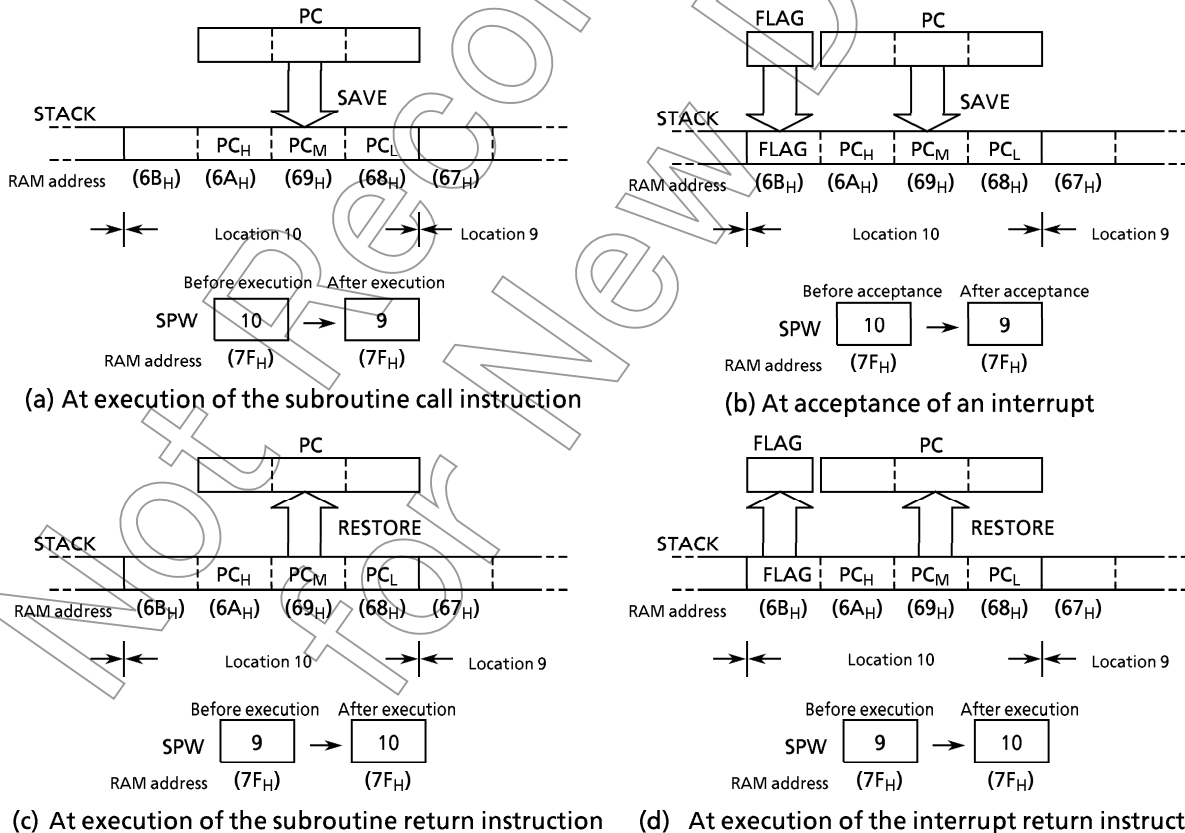 PC
SAVE
STACK
PCH PCM PCL
RAM address (6BH) (6AH) (69H) (68H) (67H)
Location 10 Location 9
Before execution After execution
SPW 10 9
RAM address (7FH) (7FH)
(a) At execution of the subroutine call instruction
FLAG PC
SAVE
STACK
FLAG PCH PCM PCL
RAM address (6BH) (6AH) (69H) (68H) (67H)
Location 10 Location 9
Before acceptance After acceptance
SPW 10 9
RAM address (7FH) (7FH)
(b) At acceptance of an interrupt
PC
RESTORE
STACK
PCH PCM PCL
RAM address (6BH) (6AH) (69H) (68H) (67H)
Location 10 Location 9
Before execution After execution
SPW 9 10
RAM address (7FH) (7FH)
(c) At execution of the subroutine return instruction
FLAG PC
RESTORE
STACK
FLAG PCH PCM PCL
RAM address (6BH) (6AH) (69H) (68H) (67H)
Location 10 Location 9
Before execution After execution
SPW 9 10
RAM address (7FH) (7FH)
(d) At execution of the interrupt return instruct
Not Recon
for New D